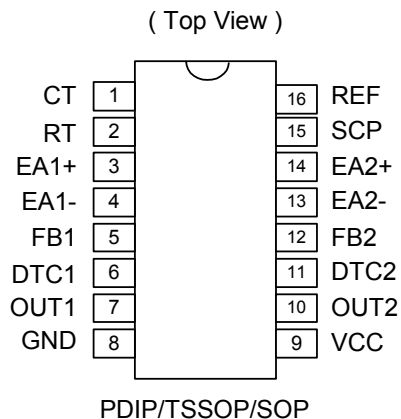 ( Top View )
CT 1 16 REF
RT 2 15 SCP
EA1+ 3 14 EA2+
EA1- 4 13 EA2-
FB1 5 12 FB2
DTC1 6 11 DTC2
OUT1 7 10 OUT2
GND 8 9 VCC
PDIP/TSSOP/SOP